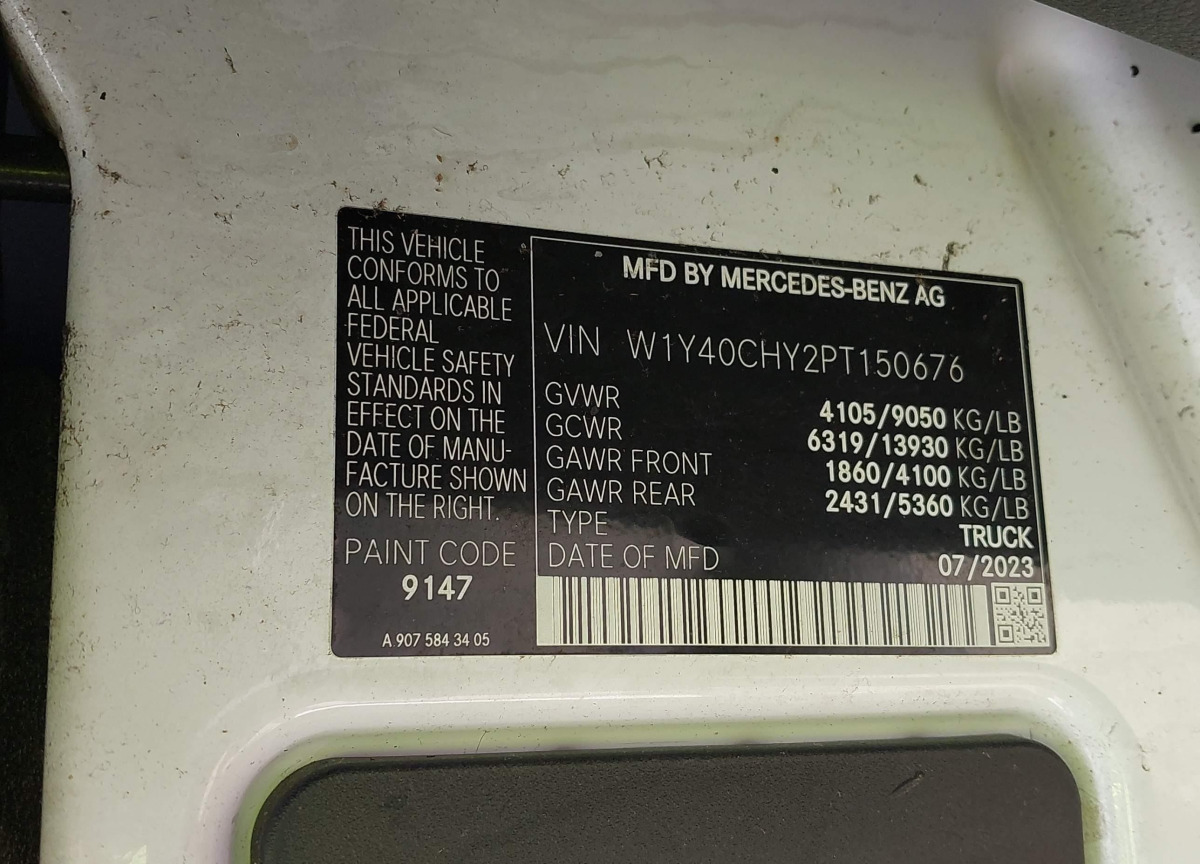 THIS VEHICLE
CONFORMS TO
ALL APPLICABLE
FEDERAL
VEHICLE SAFETY
STANDARDS IN
EFFECT ON THE
DATE OF MANU-
FACTURE SHOWN
ON THE RIGHT.
PAINT CODE
9147
A 907 584 34 05
MFD BY MERCEDES-BENZ AG
VIN W1Y40CHY2PT150676
GVWR 4105/9050 KG/LB
GCWR 6319/13930 KG/LB
GAWR FRONT 1860/4100 KG/LB
GAWR REAR 2431/5360 KG/LB
TYPE TRUCK
DATE OF MFD 07/2023